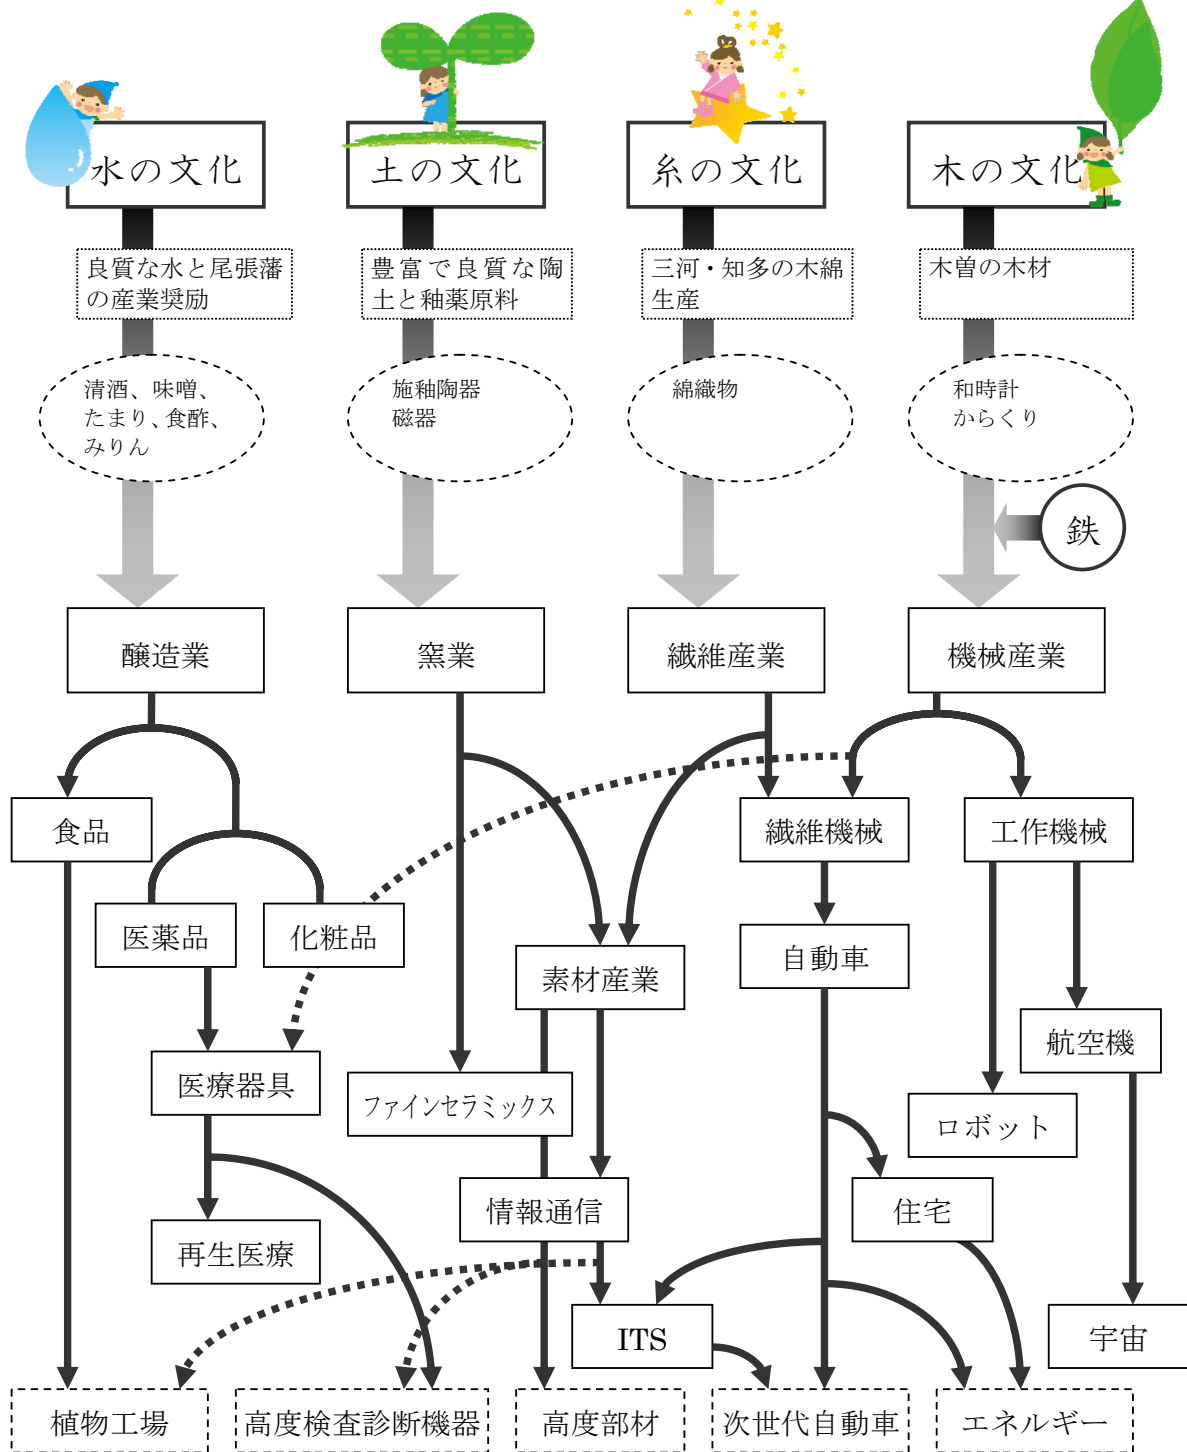 水の文化
土の文化
糸の文化
木の文化
良質な水と尾張藩
の産業奨励
豊富で良質な陶
土と釉薬原料
三河・知多の木綿
生産
木曽の木材
清酒、味噌、
たまり、食酢、
みりん
施釉陶器
磁器
綿織物
和時計
からくり
鉄
醸造業
窯業
繊維産業
機械産業
食品
繊維機械
工作機械
医薬品
化粧品
素材産業
自動車
航空機
医療器具
ファインセラミックス
ロボット
情報通信
住宅
再生医療
ITS
宇宙
植物工場
高度検査診断機器
高度部材
次世代自動車
エネルギー